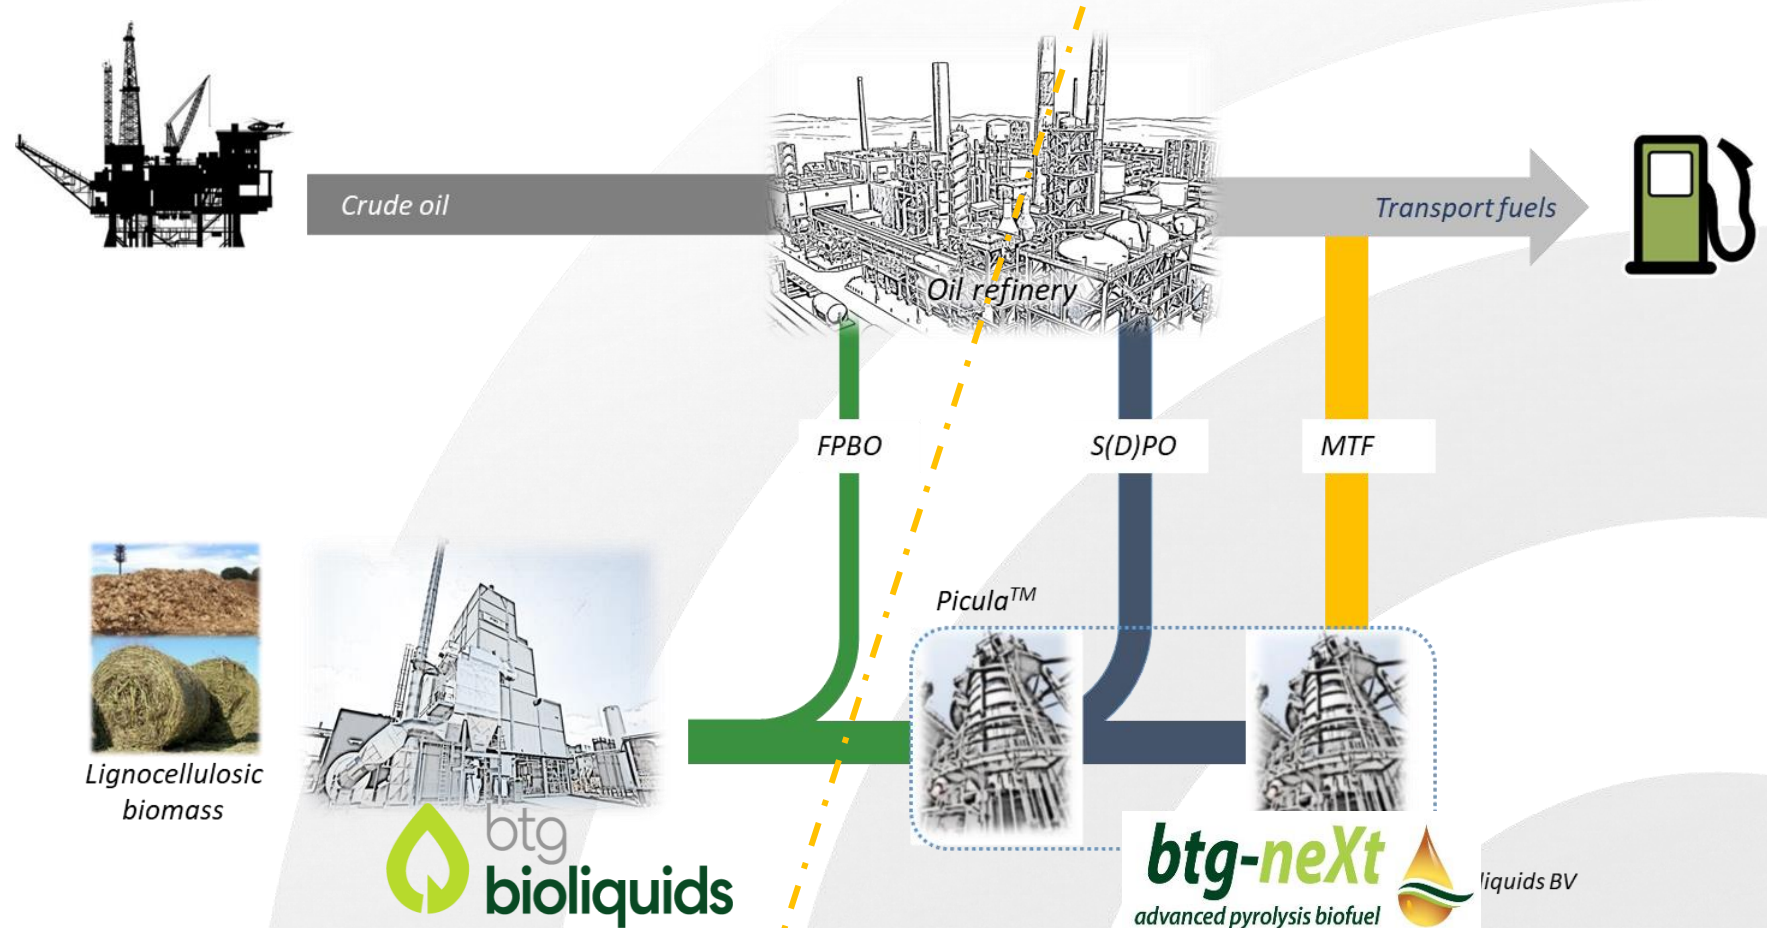 Crude oil
Transport fuels
Oil refinery
FPBO
S(D)PO
MTF
Picula™
Lignocellulosic
biomass
btg
bioliquids
btg-neXt
advanced pyrolysis biofuel
liquids BV